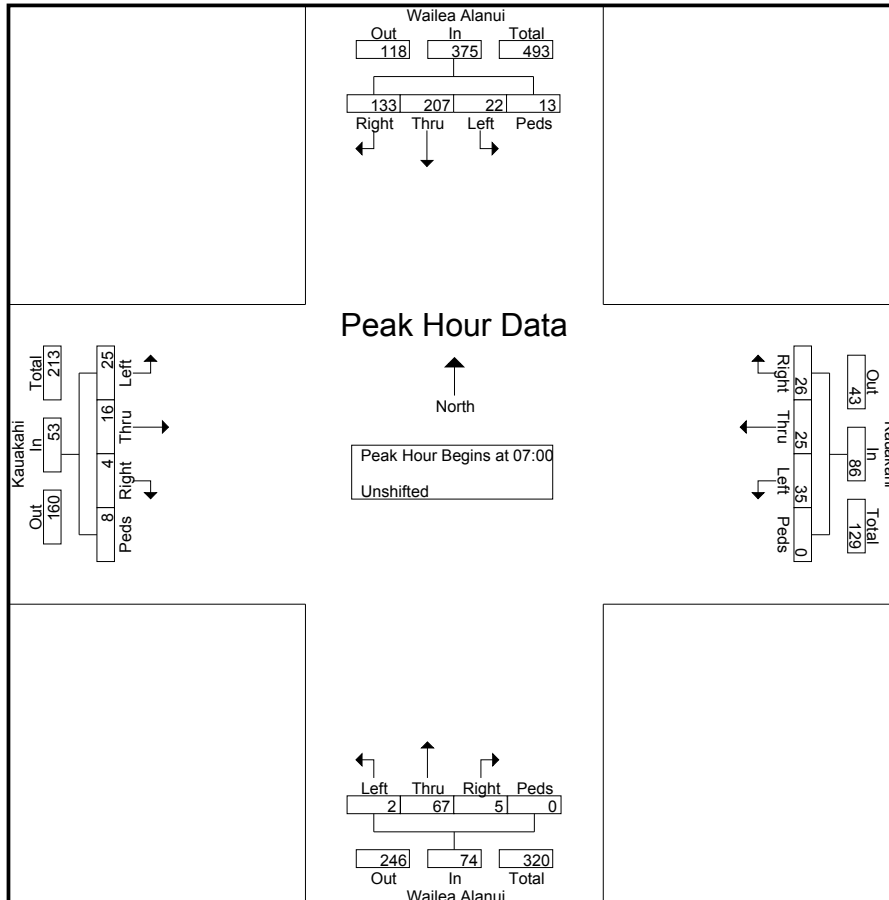 Wailea Alanui
Out In Total
118 375 493
133 207 22 13
Right Thru Left Peds
Peak Hour Data
North
Peak Hour Begins at 07:00
Unshifted
Kauakahi
Out In Total
160 53 213
Left Thru Right Peds
25 16 4 8
Right Thru Left Peds
26 25 35 0
Out In Total
43 86 129
Kauakahi
Left Thru Right Peds
2 67 5 0
246 74 320
Out In Total
Wailea Alanui